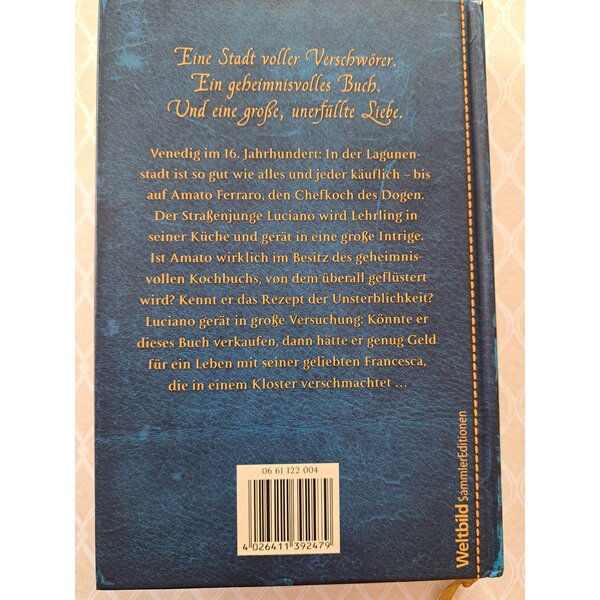 Eine Stadt voller Verschwörer.
Ein geheimnisvolles Buch.
Und eine große, unerfüllte Liebe.
Venedig im 16. Jahrhundert: In der Lagunen-
stadt ist so gut wie alles und jeder käuflich – bis
auf Amato Ferraro, den Chefkoch des Dogen.
Der Straßenjunge Luciano wird Lehrling in
seiner Küche und gerät in eine große Intrige.
Ist Amato wirklich im Besitz des geheimnis-
vollen Kochbuchs, von dem überall geflüstert
wird? Kennt er das Rezept der Unsterblichkeit?
Luciano gerät in große Versuchung: Könnte er
dieses Buch verkaufen, dann hätte er genug Geld
für ein Leben mit seiner geliebten Francesca,
die in einem Kloster verschmachtet ...
06 61 122 004
4 026411 392479
Weltbild SammlerEditionen